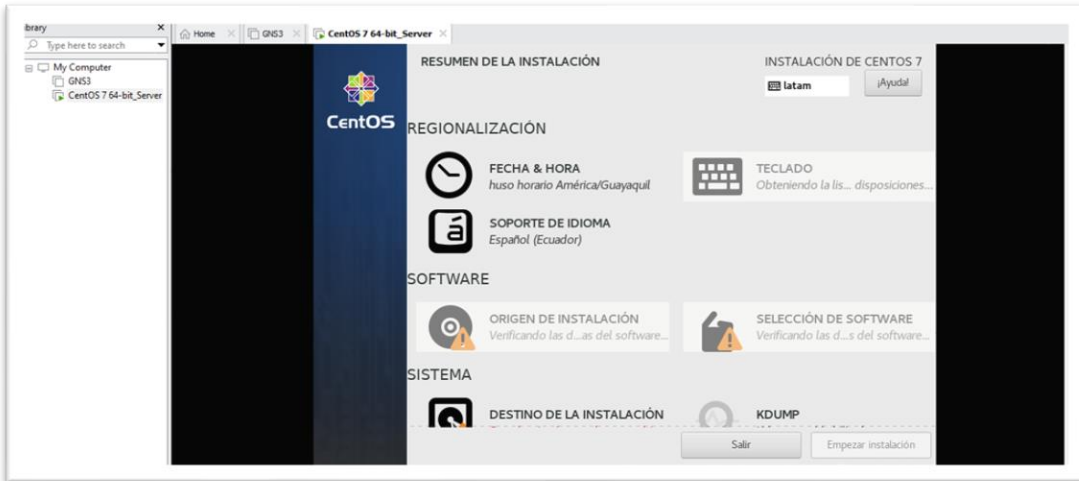 brary
Type here to search
My Computer
GNS3
CentOS 7 64-bit_Server
Home
GNS3
CentOS 7 64-bit_Server
CentOS
RESUMEN DE LA INSTALACIÓN
INSTALACIÓN DE CENTOS 7
latam
¡Ayuda!
REGIONALIZACIÓN
FECHA & HORA
huso horario América/Guayaquil
TECLADO
Obteniendo la lis... disposiciones...
SOPORTE DE IDIOMA
Español (Ecuador)
SOFTWARE
ORIGEN DE INSTALACIÓN
Verificando las d...as del software...
SELECCIÓN DE SOFTWARE
Verificando las d...s del software...
SISTEMA
DESTINO DE LA INSTALACIÓN
KDUMP
Salir
Empezar instalación